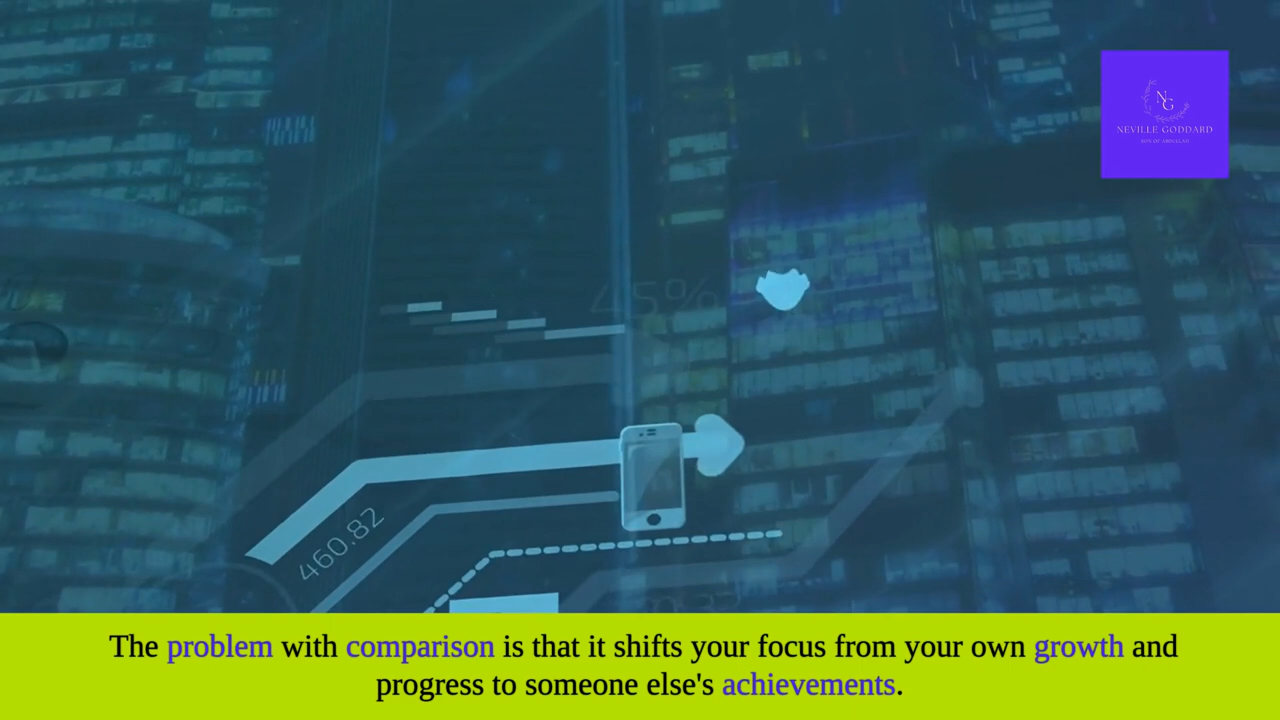 NG
NEVILLE GODDARD
45%
460.82
The problem with comparison is that it shifts your focus from your own growth and
progress to someone else's achievements.